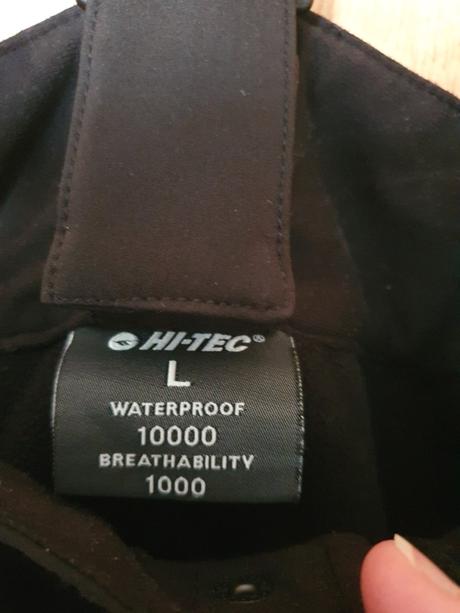 HI-TEC®
L
WATERPROOF
10000
BREATHABILITY
1000